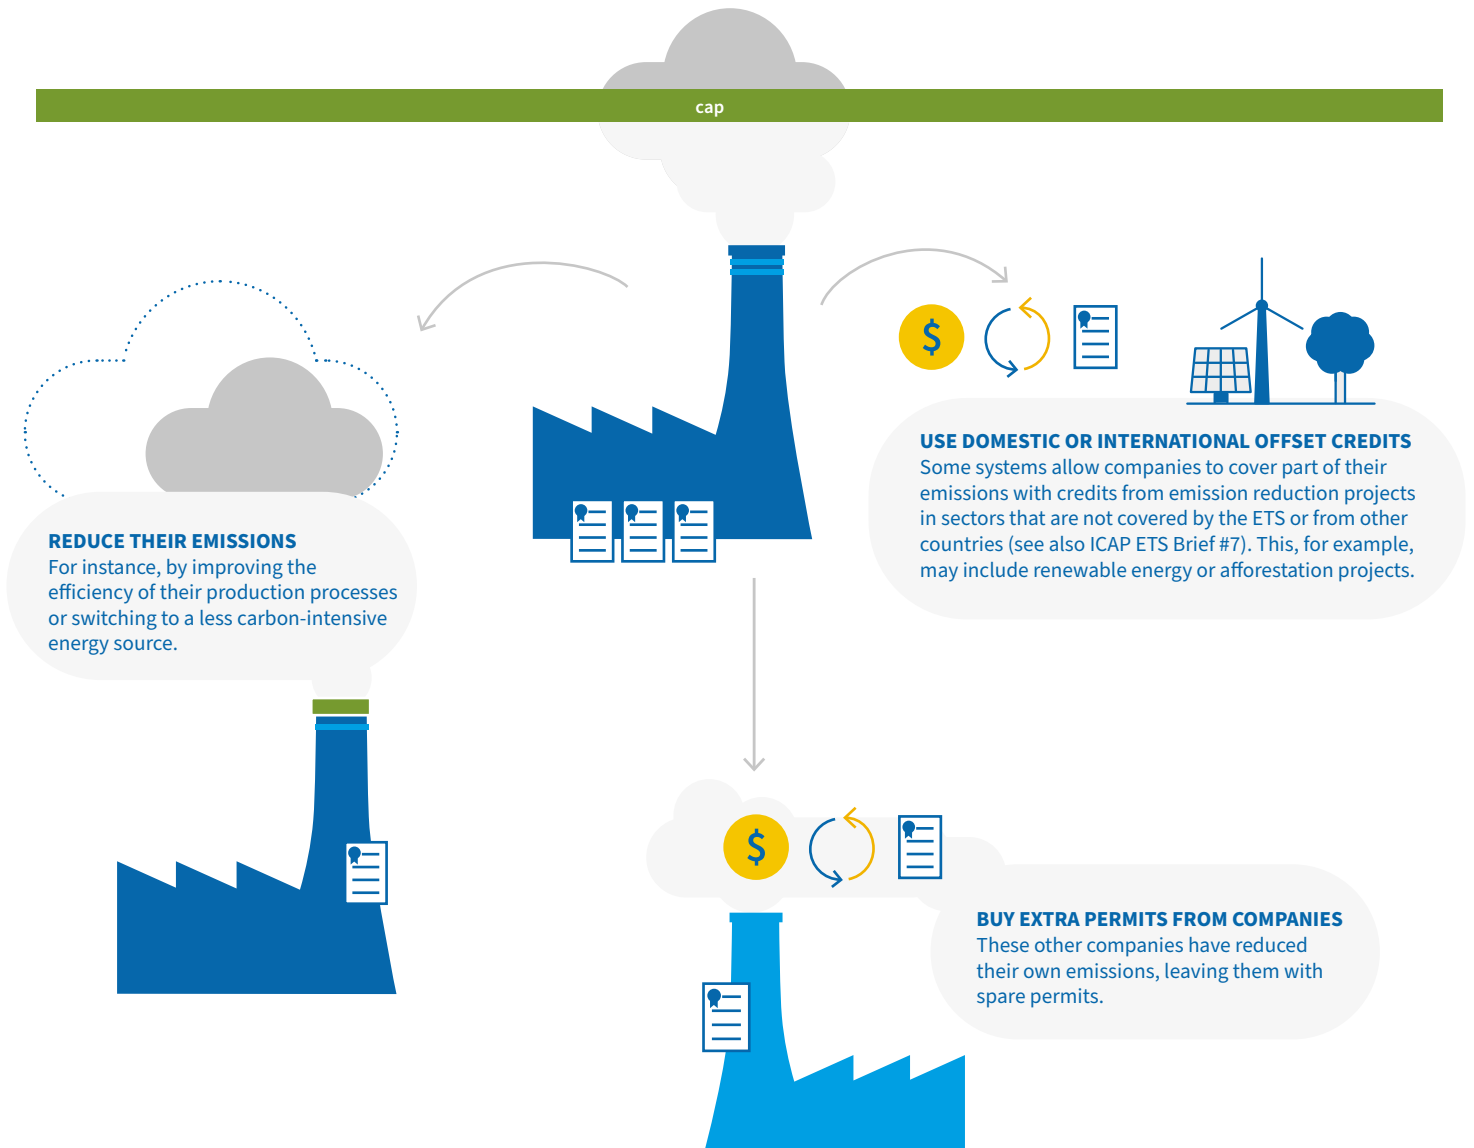 cap
REDUCE THEIR EMISSIONS
For instance, by improving the
efficiency of their production processes
or switching to a less carbon-intensive
energy source.
$
USE DOMESTIC OR INTERNATIONAL OFFSET CREDITS
Some systems allow companies to cover part of their
emissions with credits from emission reduction projects
in sectors that are not covered by the ETS or from other
countries (see also ICAP ETS Brief #7). This, for example,
may include renewable energy or afforestation projects.
$
BUY EXTRA PERMITS FROM COMPANIES
These other companies have reduced
their own emissions, leaving them with
spare permits.